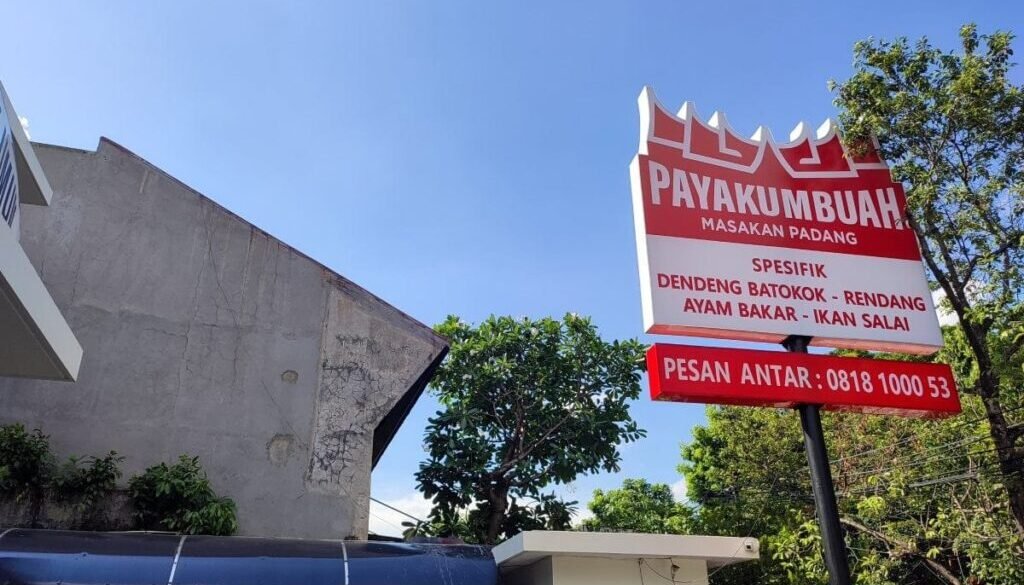 PAYAKUMBUAH
MASAKAN PADANG
SPESIFIK
DENDENG BATOKOK - RENDANG
AYAM BAKAR - IKAN SALAI
PESAN ANTAR : 0818 1000 53